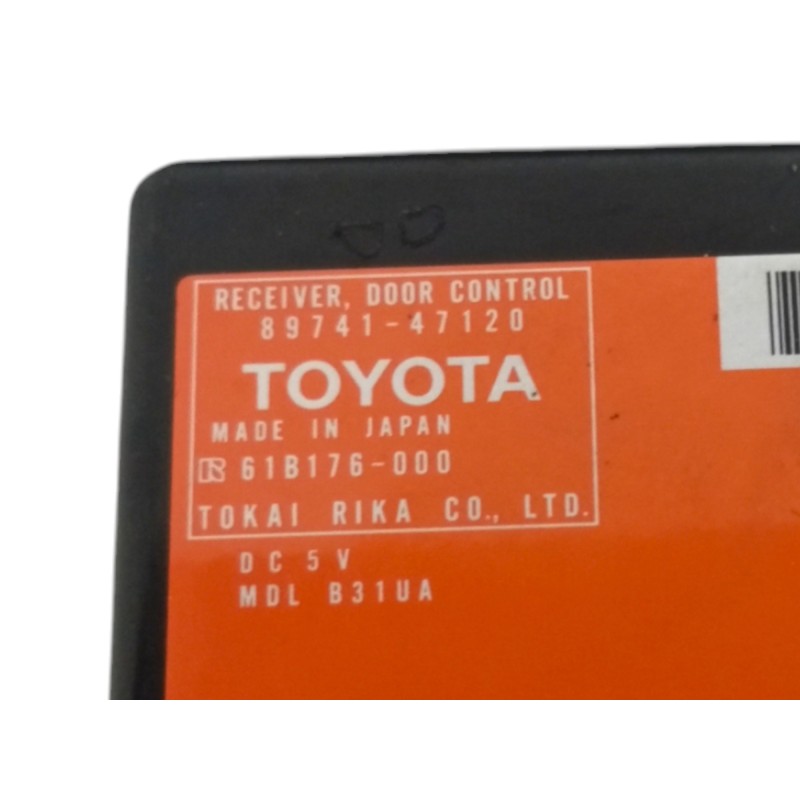 RECEIVER, DOOR CONTROL
89741-47120
TOYOTA
MADE IN JAPAN
R 61B176-000
TOKAI RIKA CO., LTD.
DC 5V
MDL B31UA